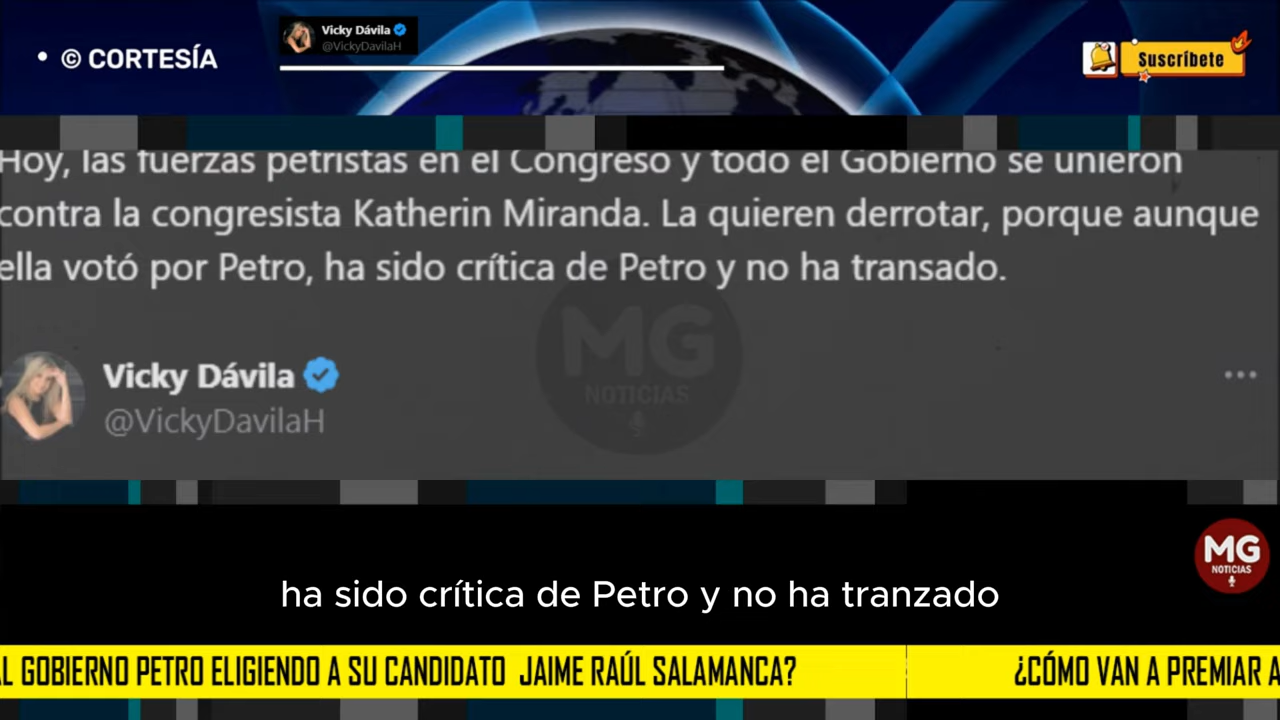 • © CORTESÍA
Vicky Dávila
@VickyDavilaH
Suscríbete
Hoy, las fuerzas petristas en el Congreso y todo el Gobierno se unieron
contra la congresista Katherin Miranda. La quieren derrotar, porque aunque
ella votó por Petro, ha sido crítica de Petro y no ha transado.
MG
NOTICIAS
Vicky Dávila
@VickyDavilaH
MG
NOTICIAS
ha sido crítica de Petro y no ha tranzado
L GOBIERNO PETRO ELIGIENDO A SU CANDIDATO JAIME RAÚL SALAMANCA?
¿CÓMO VAN A PREMIAR A